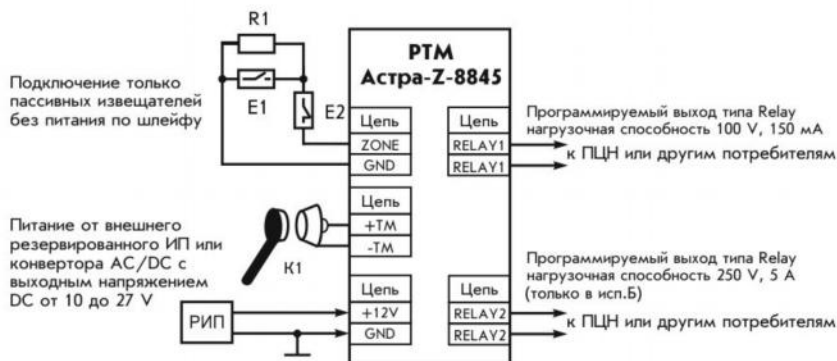 R1
E1
E2
Подключение только
пассивных извещателей
без питания по шлейфу
РТМ
Астра-Z-8845
Цепь
ZONE
GND
Цепь
RELAY1
RELAY1
Программируемый выход типа Relay
нагрузочная способность 100 V, 150 мА
к ПЦН или другим потребителям
Цепь
+TM
-TM
K1
Питание от внешнего
резервированного ИП или
конвертора AC/DC с
выходным напряжением
DC от 10 до 27 V
РИП
Цепь
+12V
GND
Цепь
RELAY2
RELAY2
Программируемый выход типа Relay
нагрузочная способность 250 V, 5 А
(только в исп.Б)
к ПЦН или другим потребителям